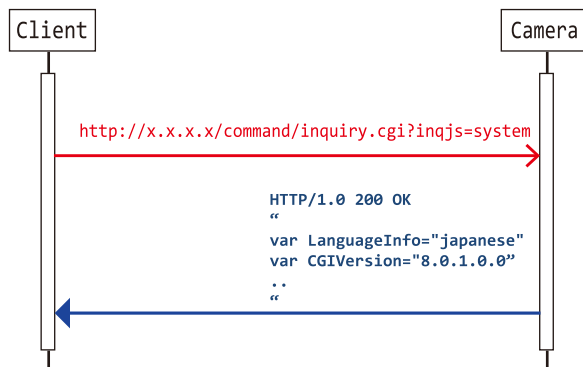 Client
Camera
http://x.x.x.x/command/inquiry.cgi?inqjs=system
HTTP/1.0 200 OK
“
var LanguageInfo="japanese"
var CGIVersion="8.0.1.0.0”
..
“